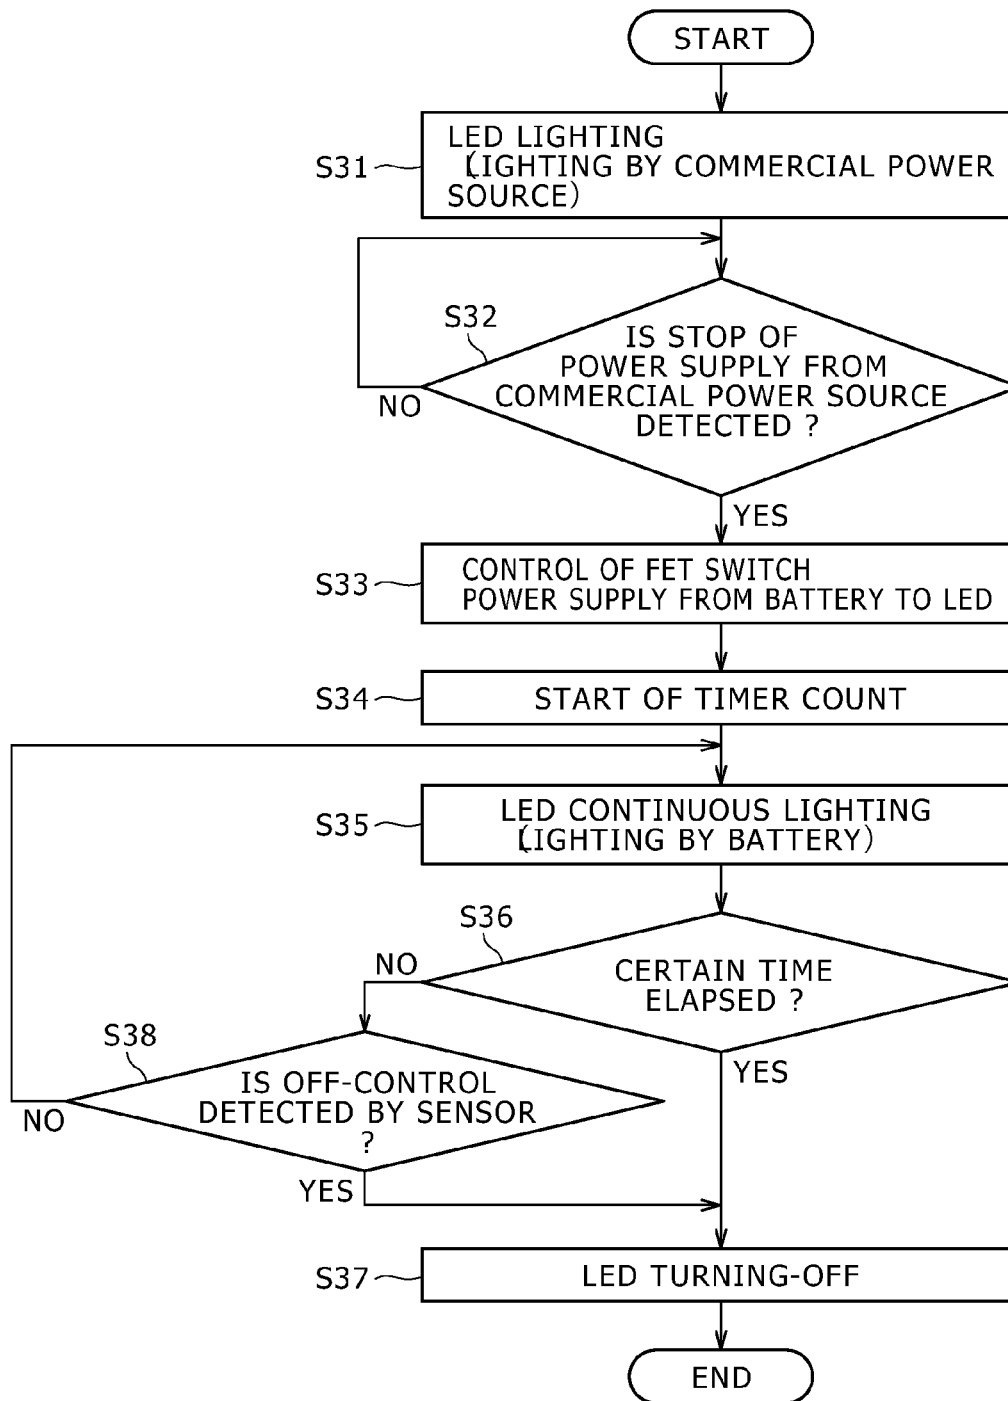 START
S31
LED LIGHTING
(LIGHTING BY COMMERCIAL POWER
SOURCE)
S32
IS STOP OF
POWER SUPPLY FROM
COMMERCIAL POWER SOURCE
DETECTED ?
NO
YES
S33
CONTROL OF FET SWITCH
POWER SUPPLY FROM BATTERY TO LED
S34
START OF TIMER COUNT
S35
LED CONTINUOUS LIGHTING
(LIGHTING BY BATTERY)
S36
CERTAIN TIME
ELAPSED ?
NO
YES
S38
IS OFF-CONTROL
DETECTED BY SENSOR
?
NO
YES
S37
LED TURNING-OFF
END